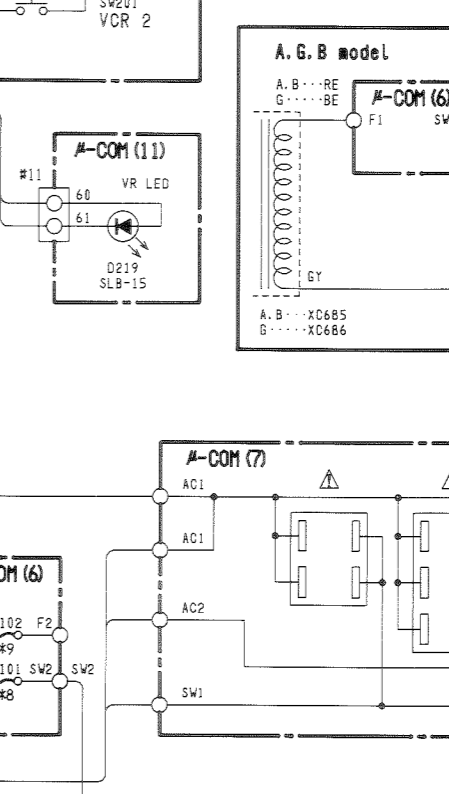 SW201
VCR 2
A.G.B model
A.B···RE
G·····BE
μ-COM (6)
F1
SW
μ-COM (11)
#11
VR LED
60
61
D219
SLB-15
GY
A.B···XC685
G·····XC686
μ-COM (7)
AC1
AC1
AC2
SW1
OM (6)
102 F2
*9
101 SW2 SW2
*8